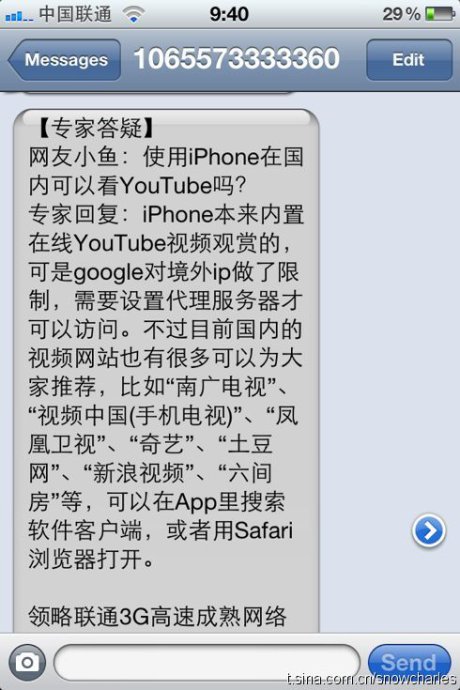 中国联通 9:40 29%
Messages 1065573333360 Edit
【专家答疑】
网友小鱼：使用iPhone在国
内可以看YouTube吗？
专家回复：iPhone本来内置
在线YouTube视频观赏的，
可是google对境外ip做了限
制，需要设置代理服务器才
可以访问。不过目前国内的
视频网站也有很多可以为大
家推荐，比如“南广电视”、
“视频中国(手机电视)”、“凤
凰卫视”、“奇艺”、“土豆
网”、“新浪视频”、“六间
房”等，可以在App里搜索
软件客户端，或者用Safari
浏览器打开。
领略联通3G高速成熟网络
Send
t.sina.com.cn/snowcharles